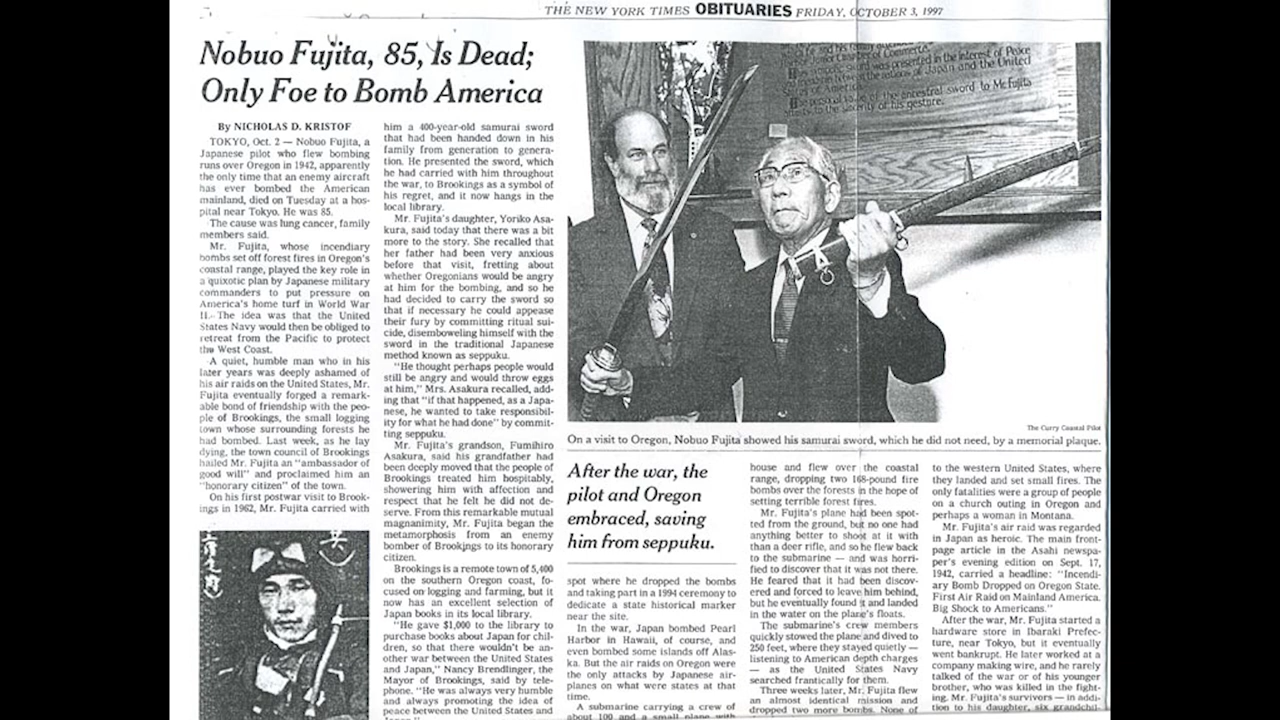 THE NEW YORK TIMES OBITUARIES FRIDAY, OCTOBER 3, 1997
Nobuo Fujita, 85, Is Dead;
Only Foe to Bomb America
By NICHOLAS D. KRISTOF
TOKYO, Oct. 2 — Nobuo Fujita, a
Japanese pilot who flew bombing
runs over Oregon in 1942, apparently
the only time that an enemy aircraft
has ever bombed the American
mainland, died on Tuesday at a hos-
pital near Tokyo. He was 85.
The cause was lung cancer, family
members said.
Mr. Fujita, whose incendiary
bombs set off forest fires in Oregon's
coastal range, played the key role in
a quixotic plan by Japanese military
commanders to put pressure on
America's home turf in World War
II. The idea was that the United
States Navy would then be obliged to
retreat from the Pacific to protect
the West Coast.
A quiet, humble man who in his
later years was deeply ashamed of
his air raids on the United States, Mr.
Fujita eventually forged a remark-
able bond of friendship with the peo-
ple of Brookings, the small logging
town whose surrounding forests he
had bombed. Last week, as he lay
dying, the town council of Brookings
hailed Mr. Fujita an "ambassador of
good will" and proclaimed him an
"honorary citizen" of the town.
On his first postwar visit to Brook-
ings in 1962, Mr. Fujita carried with
him a 400-year-old samurai sword
that had been handed down in his
family from generation to genera-
tion. He presented the sword, which
he had carried with him throughout
the war, to Brookings as a symbol of
his regret, and it now hangs in the
local library.
Mr. Fujita's daughter, Yoriko Asa-
kura, said today that there was a bit
more to the story. She recalled that
her father had been very anxious
before that visit, fretting about
whether Oregonians would be angry
at him for the bombing, and so he
had decided to carry the sword so
that if necessary he could appease
their fury by committing ritual sui-
cide, disemboweling himself with the
sword in the traditional Japanese
method known as seppuku.
"He thought perhaps people would
still be angry and would throw eggs
at him," Mrs. Asakura recalled, add-
ing that "if that happened, as a Japa-
nese, he wanted to take responsibil-
ity for what he had done" by commit-
ting seppuku.
Mr. Fujita's grandson, Fumihiro
Asakura, said his grandfather had
been deeply moved that the people of
Brookings treated him hospitably,
showering him with affection and
respect that he felt he did not de-
serve. From this remarkable mutual
magnanimity, Mr. Fujita began the
metamorphosis from an enemy
bomber of Brookings to its honorary
citizen.
Brookings is a remote town of 5,400
on the southern Oregon coast, fo-
cused on logging and farming, but it
now has an excellent selection of
Japan books in its local library.
"He gave $1,000 to the library to
purchase books about Japan for chil-
dren, so that there wouldn't be an-
other war between the United States
and Japan," Nancy Brendlinger, the
Mayor of Brookings, said by tele-
phone. "He was always very humble
and always promoting the idea of
peace between the United States and
The Curry Coastal Pilot
On a visit to Oregon, Nobuo Fujita showed his samurai sword, which he did not need, by a memorial plaque.
After the war, the
pilot and Oregon
embraced, saving
him from seppuku.
spot where he dropped the bombs
and taking part in a 1994 ceremony to
dedicate a state historical marker
near the site.
In the war, Japan bombed Pearl
Harbor in Hawaii, of course, and
even bombed some islands off Alas-
ka. But the air raids on Oregon were
the only attacks by Japanese air-
planes on what were states at that
time.
A submarine carrying a crew of
about 100 and a small plane with
house and flew over the coastal
range, dropping two 168-pound fire
bombs over the forests in the hope of
setting terrible forest fires.
Mr. Fujita's plane had been spot-
ted from the ground, but no one had
anything better to shoot at it with
than a deer rifle, and so he flew back
to the submarine — and was horri-
fied to discover that it was not there.
He feared that it had been discov-
ered and forced to leave him behind,
but he eventually found it and landed
in the water on the plane's floats.
The submarine's crew members
quickly stowed the plane and dived to
250 feet, where they stayed quietly —
listening to American depth charges
— as the United States Navy
searched frantically for them.
Three weeks later, Mr. Fujita flew
an almost identical mission and
dropped two more bombs. None of
to the western United States, where
they landed and set small fires. The
only fatalities were a group of people
on a church outing in Oregon and
perhaps a woman in Montana.
Mr. Fujita's air raid was regarded
in Japan as heroic. The main front-
page article in the Asahi newspa-
per's evening edition on Sept. 17,
1942, carried a headline: "Incendi-
ary Bomb Dropped on Oregon State.
First Air Raid on Mainland America.
Big Shock to Americans."
After the war, Mr. Fujita started a
hardware store in Ibaraki Prefec-
ture, near Tokyo, but it eventually
went bankrupt. He later worked at a
company making wire, and he rarely
talked of the war or of his younger
brother, who was killed in the fight-
ing. Mr. Fujita's survivors — in addi-
tion to his daughter, six grandchil-